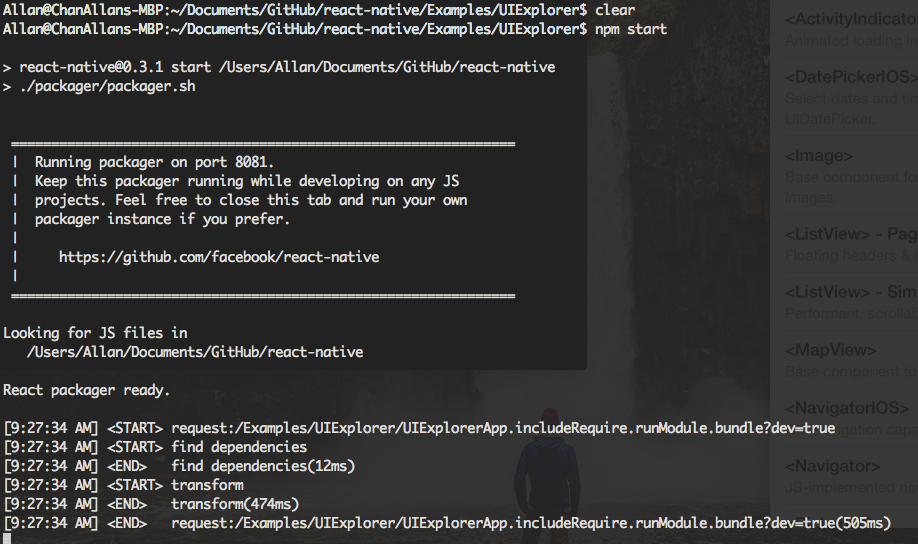 Allan@ChanAllans-MBP:~/Documents/GitHub/react-native/Examples/UIExplorer$ clear
Allan@ChanAllans-MBP:~/Documents/GitHub/react-native/Examples/UIExplorer$ npm start
> react-native@0.3.1 start /Users/Allan/Documents/GitHub/react-native
> ./packager/packager.sh
===============================================================
| Running packager on port 8081.
| Keep this packager running while developing on any JS
| projects. Feel free to close this tab and run your own
| packager instance if you prefer.
|
| https://github.com/facebook/react-native
|
===============================================================
Looking for JS files in
/Users/Allan/Documents/GitHub/react-native
React packager ready.
[9:27:34 AM] <START> request:/Examples/UIExplorer/UIExplorerApp.includeRequire.runModule.bundle?dev=true
[9:27:34 AM] <START> find dependencies
[9:27:34 AM] <END> find dependencies(12ms)
[9:27:34 AM] <START> transform
[9:27:34 AM] <END> transform(474ms)
[9:27:34 AM] <END> request:/Examples/UIExplorer/UIExplorerApp.includeRequire.runModule.bundle?dev=true(505ms)
<ActivityIndicator
Animated loading in
<DatePickerIOS>
Select dates and tim
UIDatePicker.
<Image>
Base component for
images.
<ListView> - Pag
Floating headers &
<ListView> - Sim
Performant, scrollab
<MapView>
Base component to
<NavigatorIOS>
gation capa
<Navigator>
JS-implemented na